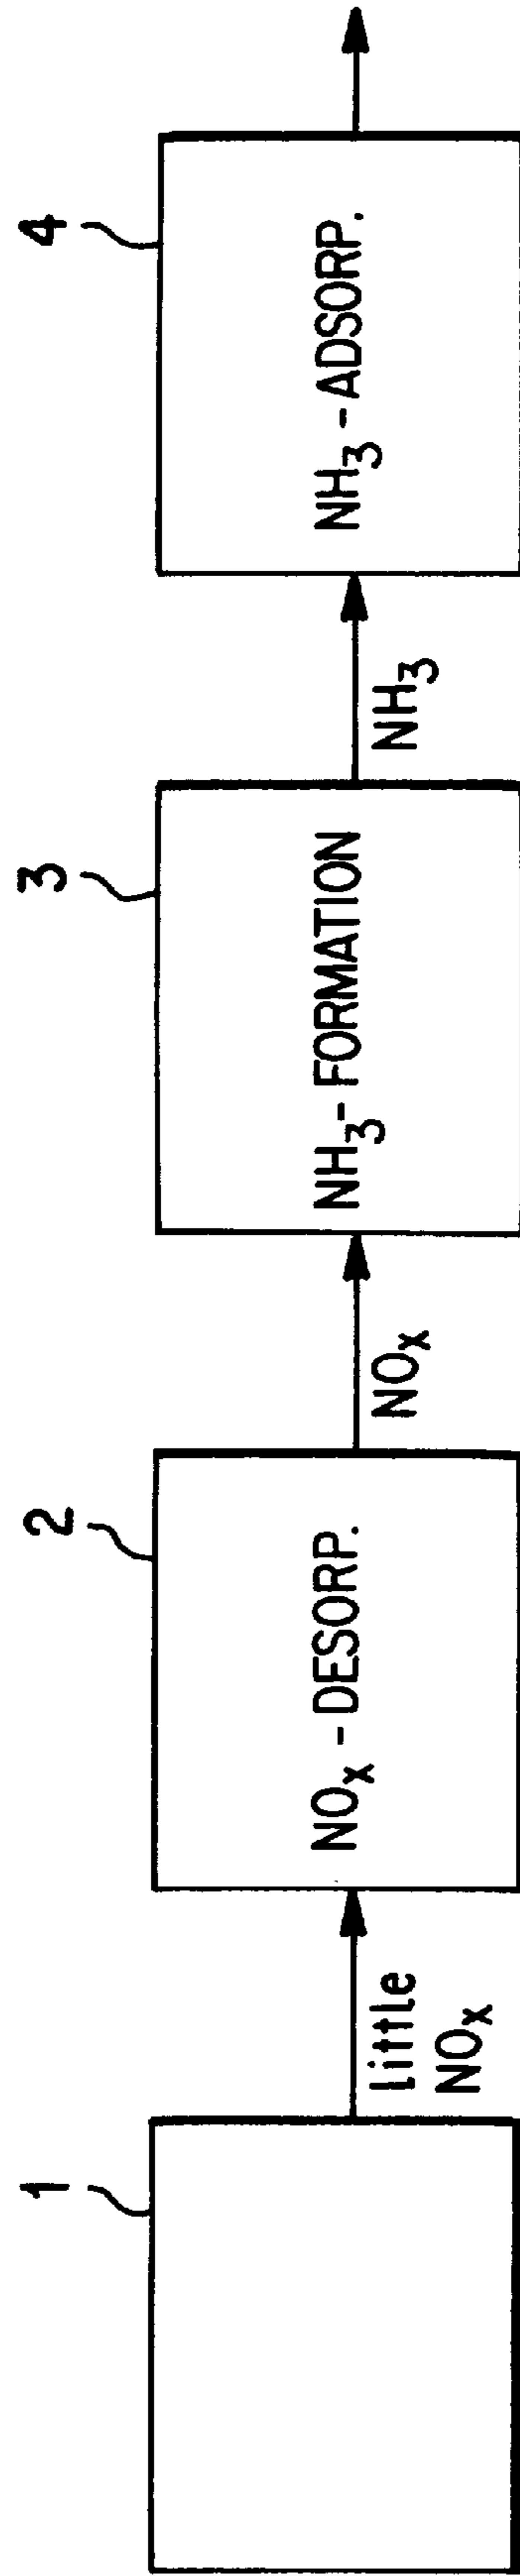 1
2
3
4
Little
NOₓ
NOₓ - DESORP.
NOₓ
NH₃- FORMATION
NH₃
NH₃ - ADSORP.